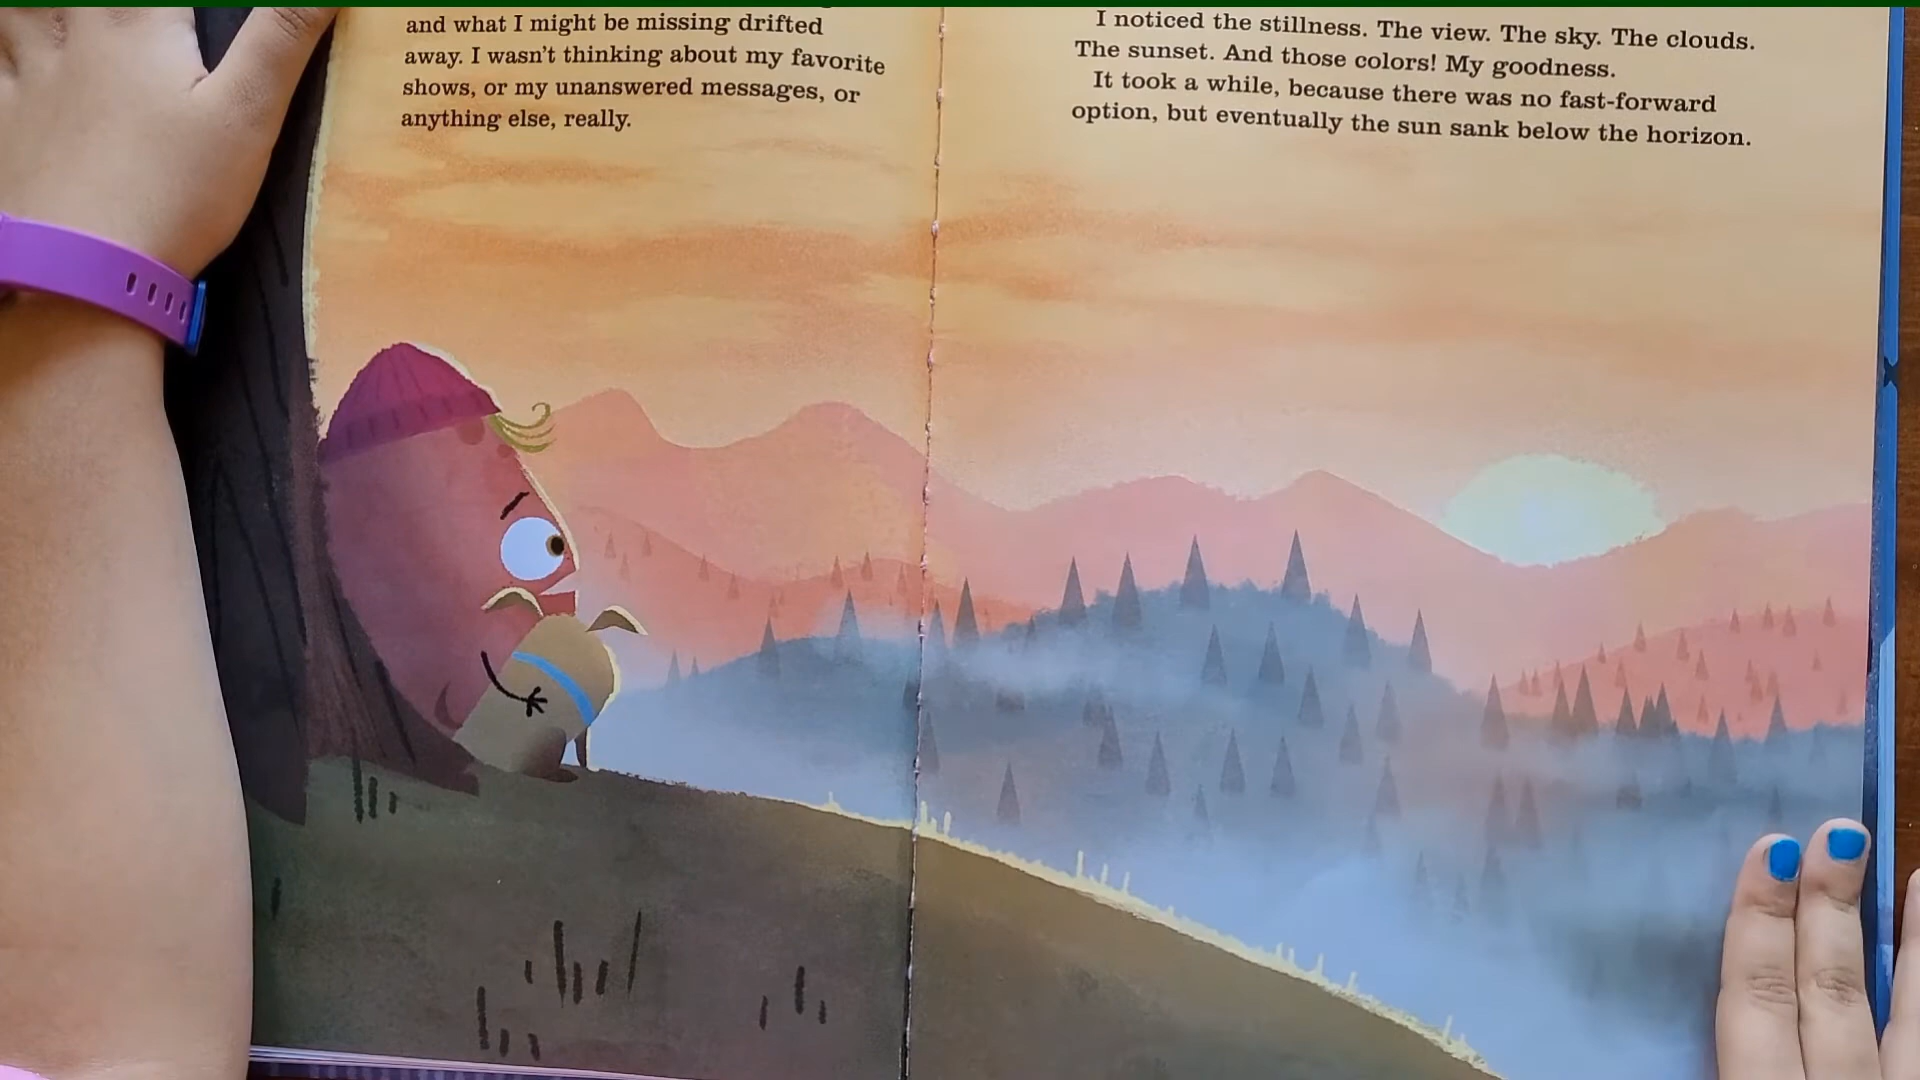 and what I might be missing drifted
away. I wasn't thinking about my favorite
shows, or my unanswered messages, or
anything else, really.
I noticed the stillness. The view. The sky. The clouds.
The sunset. And those colors! My goodness.
It took a while, because there was no fast-forward
option, but eventually the sun sank below the horizon.